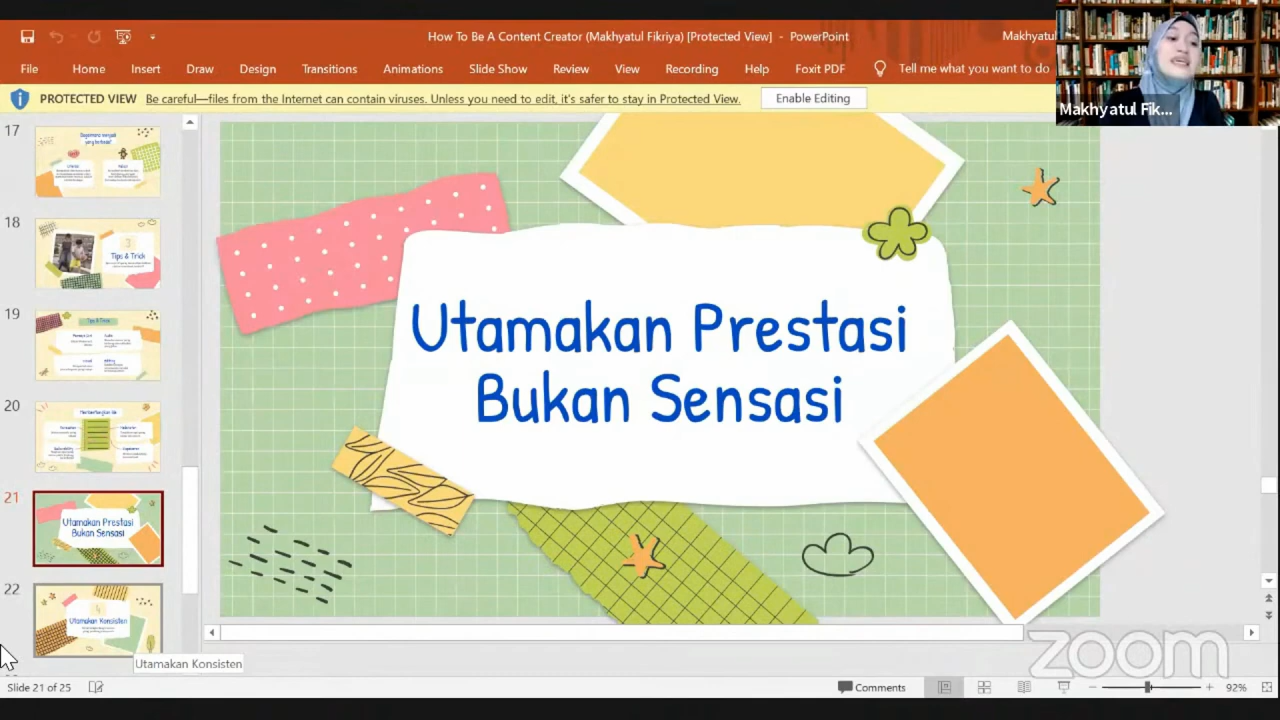 How To Be A Content Creator (Makhyatul Fikriya) [Protected View] - PowerPoint
Makhyatul
File Home Insert Draw Design Transitions Animations Slide Show Review View Recording Help Foxit PDF Tell me what you want to do
Makhyatul Fik...
PROTECTED VIEW Be careful—files from the Internet can contain viruses. Unless you need to edit, it's safer to stay in Protected View. Enable Editing
17
18
3
Tips & Trick
19
Tips & Trick
20
21
Utamakan Prestasi
Bukan Sensasi
22
4
Utamakan Konsisten
Utamakan Konsisten
Utamakan Prestasi
Bukan Sensasi
zoom
Slide 21 of 25
Comments
92%